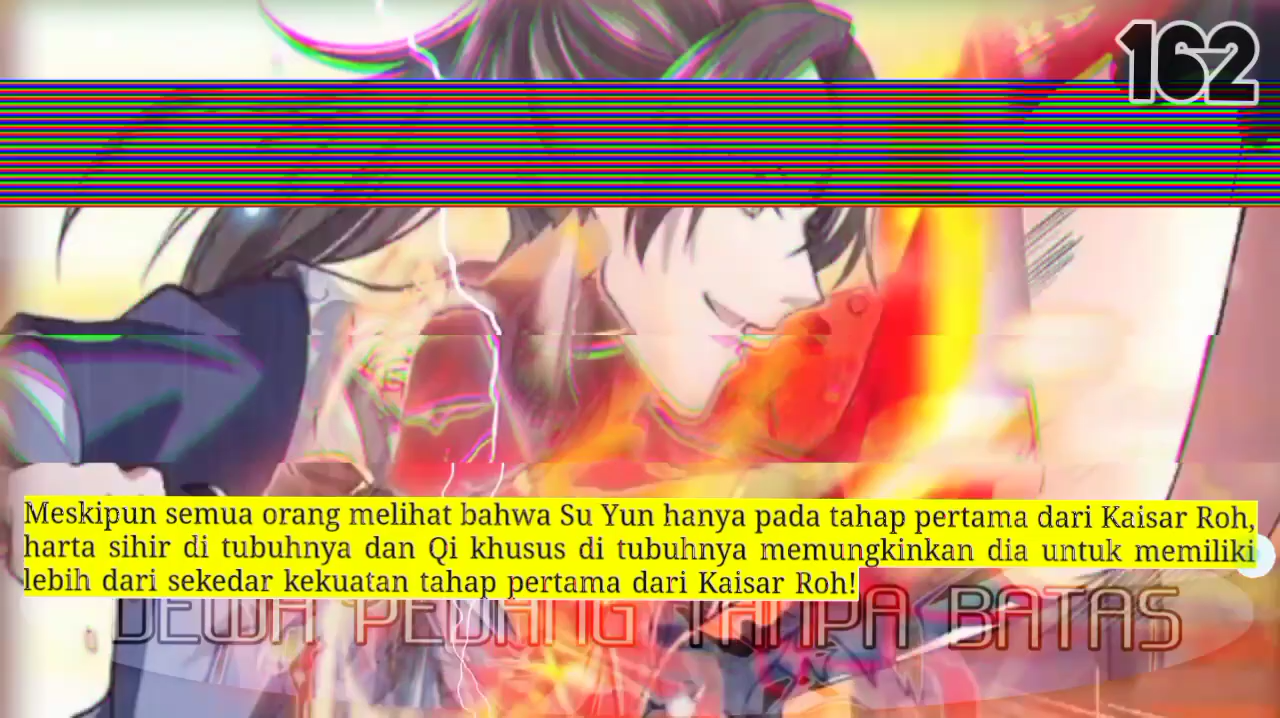 162
Meskipun semua orang melihat bahwa Su Yun hanya pada tahap pertama dari Kaisar Roh,
harta sihir di tubuhnya dan Qi khusus di tubuhnya memungkinkan dia untuk memiliki
lebih dari sekedar kekuatan tahap pertama dari Kaisar Roh!
DEWA PEDANG TANPA BATAS